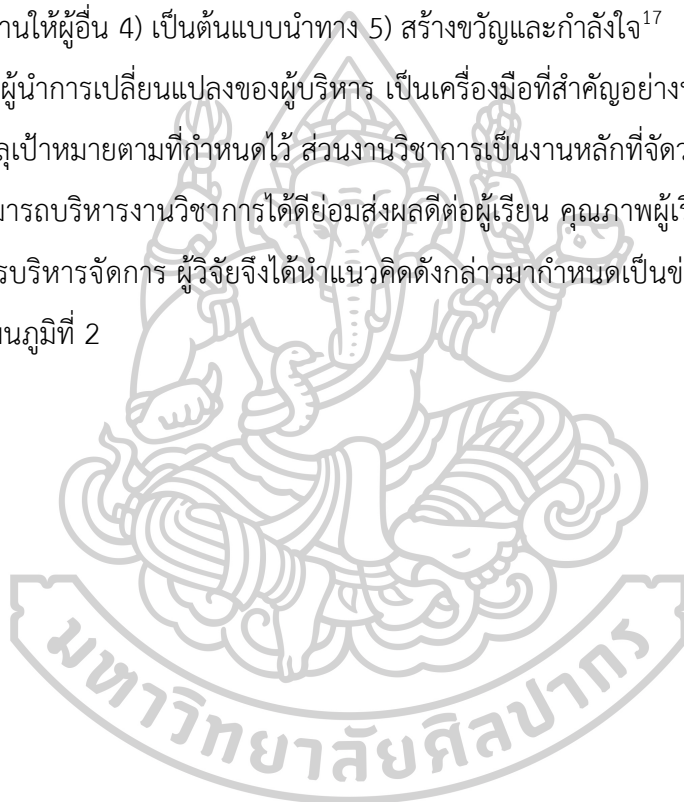 านให้ผู้อื่น 4) เป็นต้นแบบนำทาง 5) สร้างขวัญและกำลังใจ17
ผู้นำการเปลี่ยนแปลงของผู้บริหาร เป็นเครื่องมือที่สำคัญอย่าง
ลุเป้าหมายตามที่กำหนดไว้ ส่วนงานวิชาการเป็นงานหลักที่จัด
มารถบริหารงานวิชาการได้ดีย่อมส่งผลดีต่อผู้เรียน คุณภาพผู้เรี
รบริหารจัดการ ผู้วิจัยจึงได้นำแนวคิดดังกล่าวมากำหนดเป็นข
นภูมิที่ 2
มหาวิทยาลัยศิลปากร